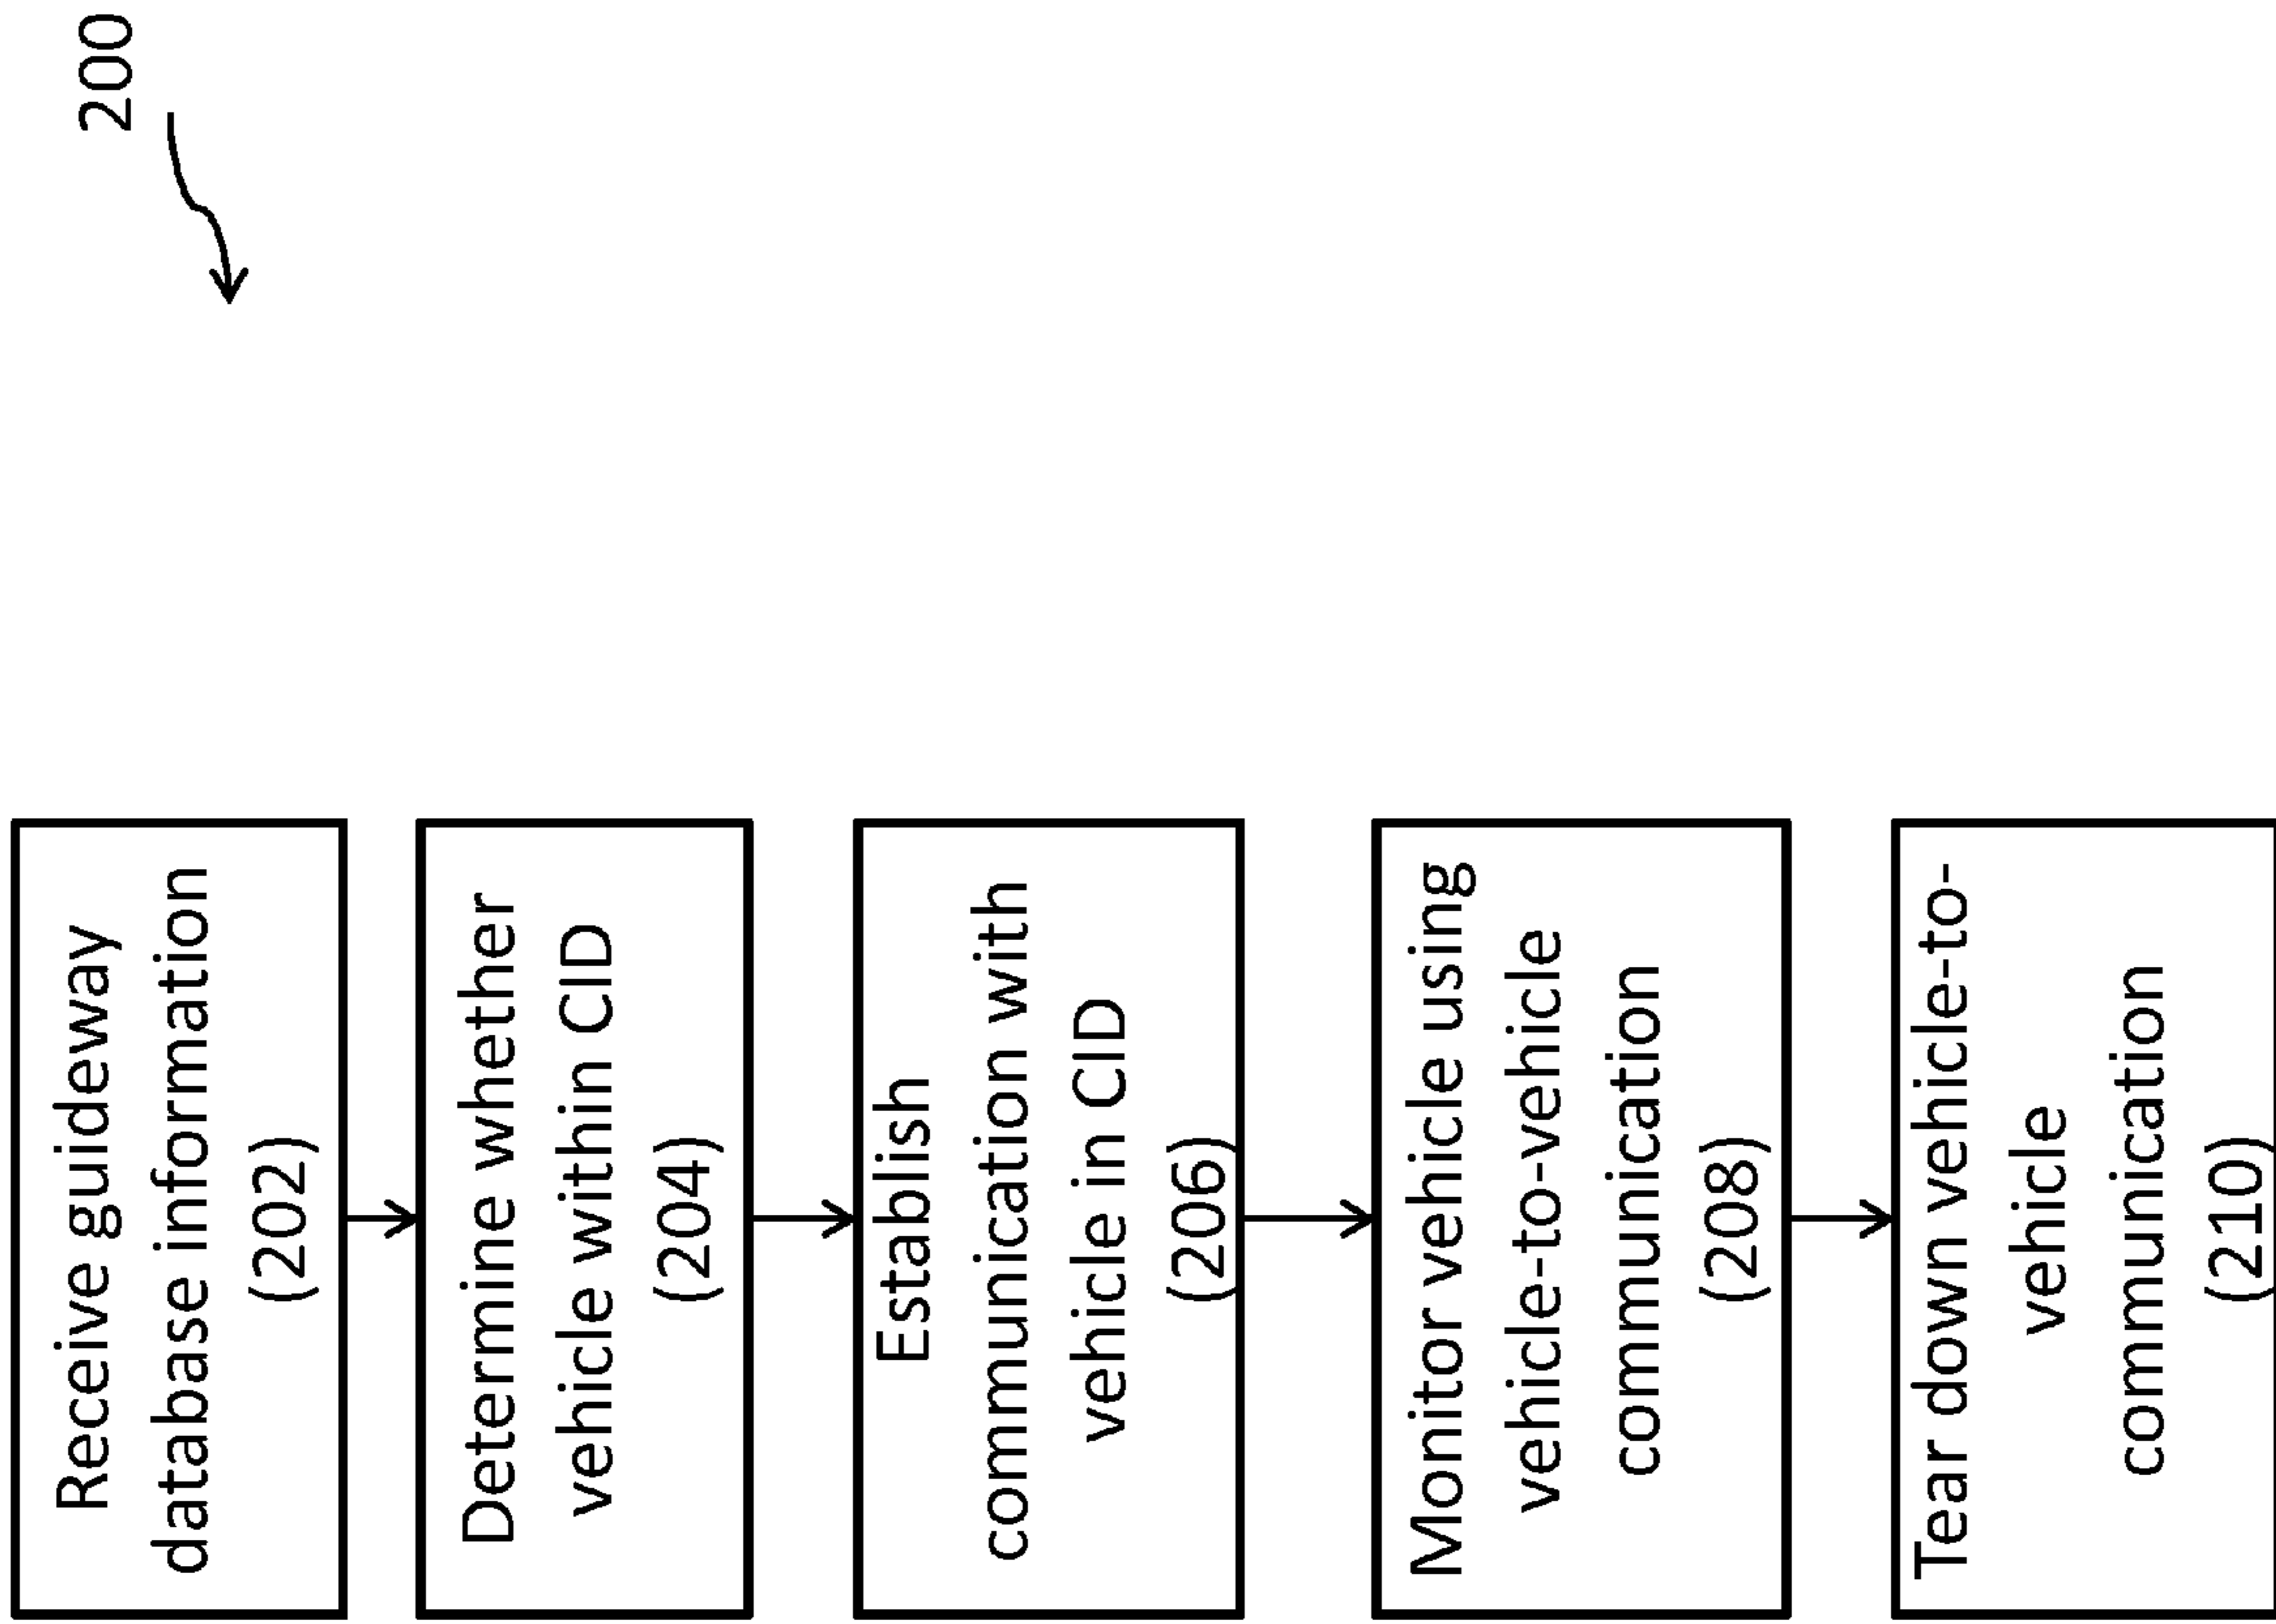 200
Receive guideway
database information
(202)
Determine whether
vehicle within CID
(204)
Establish
communication with
vehicle in CID
(206)
Monitor vehicle using
vehicle-to-vehicle
communication
(208)
Tear down vehicle-to-
vehicle
communication
(210)